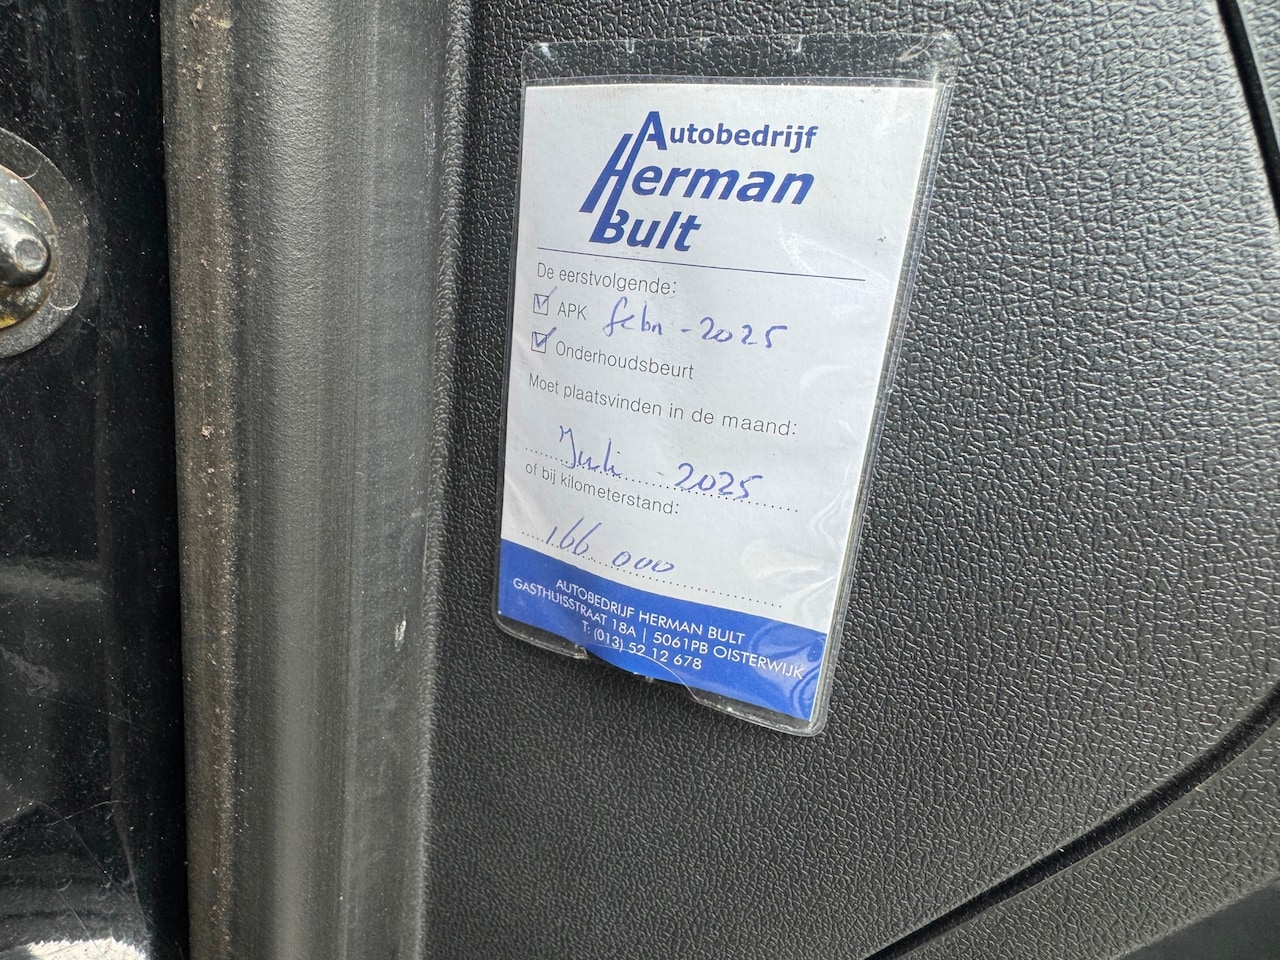 Autobedrijf
Herman
Bult
De eerstvolgende:
APK febr - 2025
Onderhoudsbeurt
Moet plaatsvinden in de maand:
Juli - 2025
of bij kilometerstand:
166 000
AUTOBEDRIJF HERMAN BULT
GASTHUISSTRAAT 18A | 5061PB OISTERWIJK
T: (013) 52 12 678